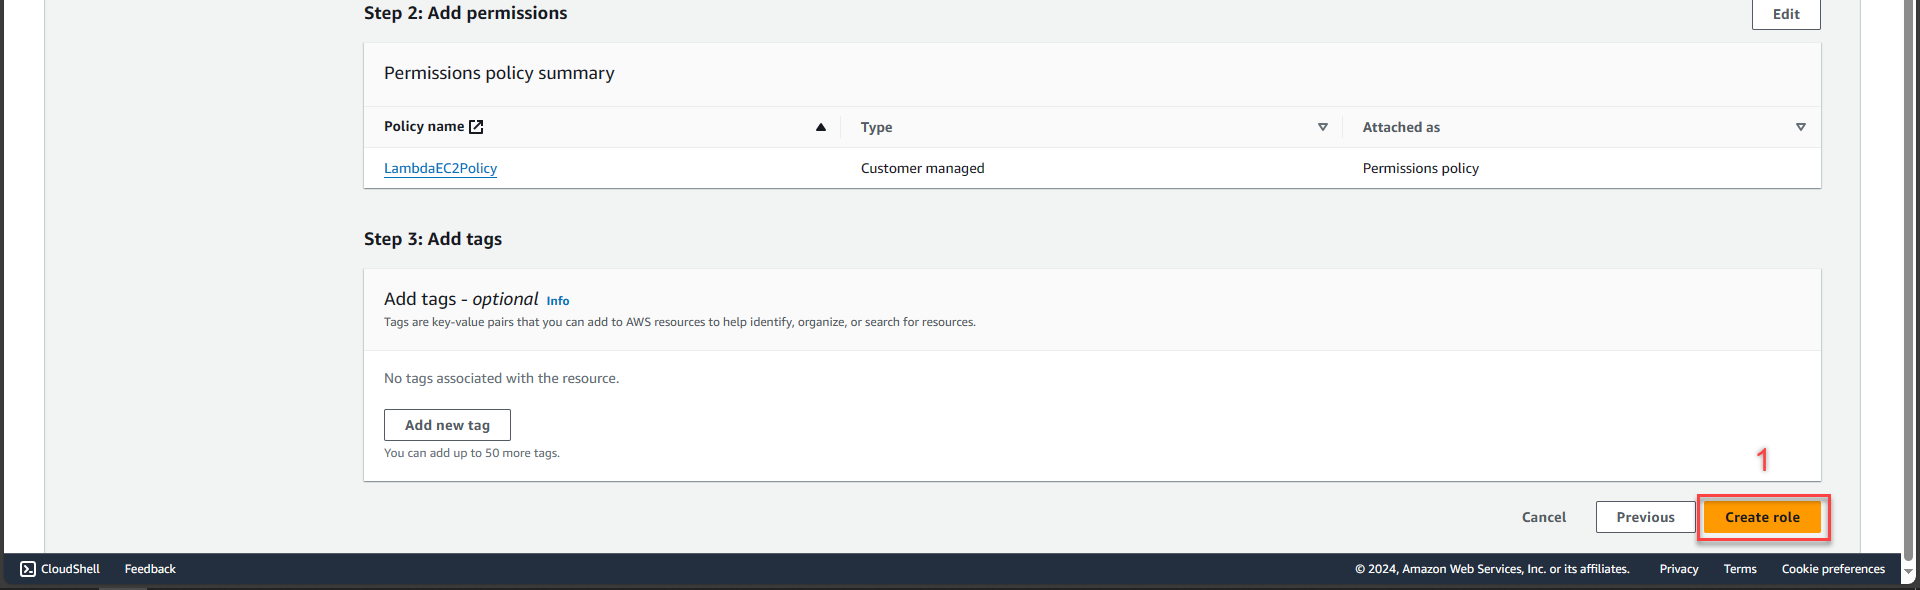 Step 2: Add permissions
Edit
Permissions policy summary
Policy name Type Attached as
LambdaEC2Policy Customer managed Permissions policy
Step 3: Add tags
Add tags - optional Info
Tags are key-value pairs that you can add to AWS resources to help identify, organize, or search for resources.
No tags associated with the resource.
Add new tag
You can add up to 50 more tags.
1
Cancel Previous Create role
CloudShell Feedback © 2024, Amazon Web Services, Inc. or its affiliates. Privacy Terms Cookie preferences